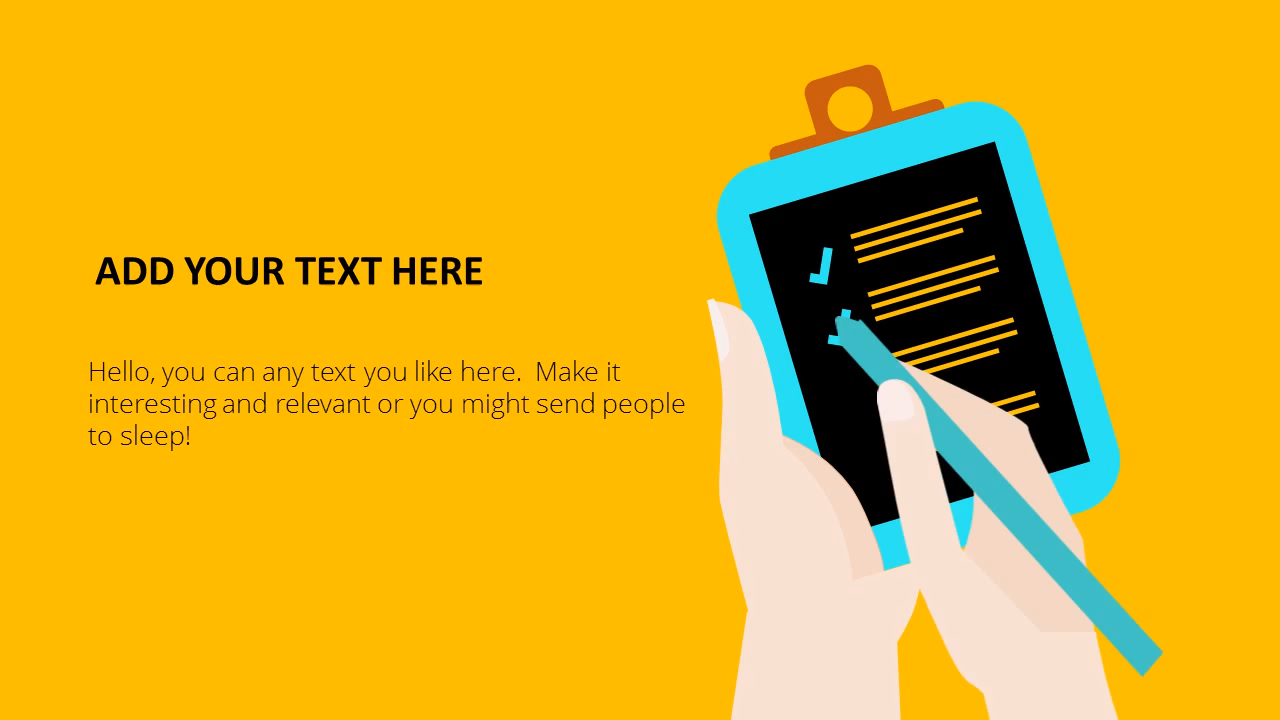 ADD YOUR TEXT HERE
Hello, you can any text you like here.  Make it
interesting and relevant or you might send people
to sleep!